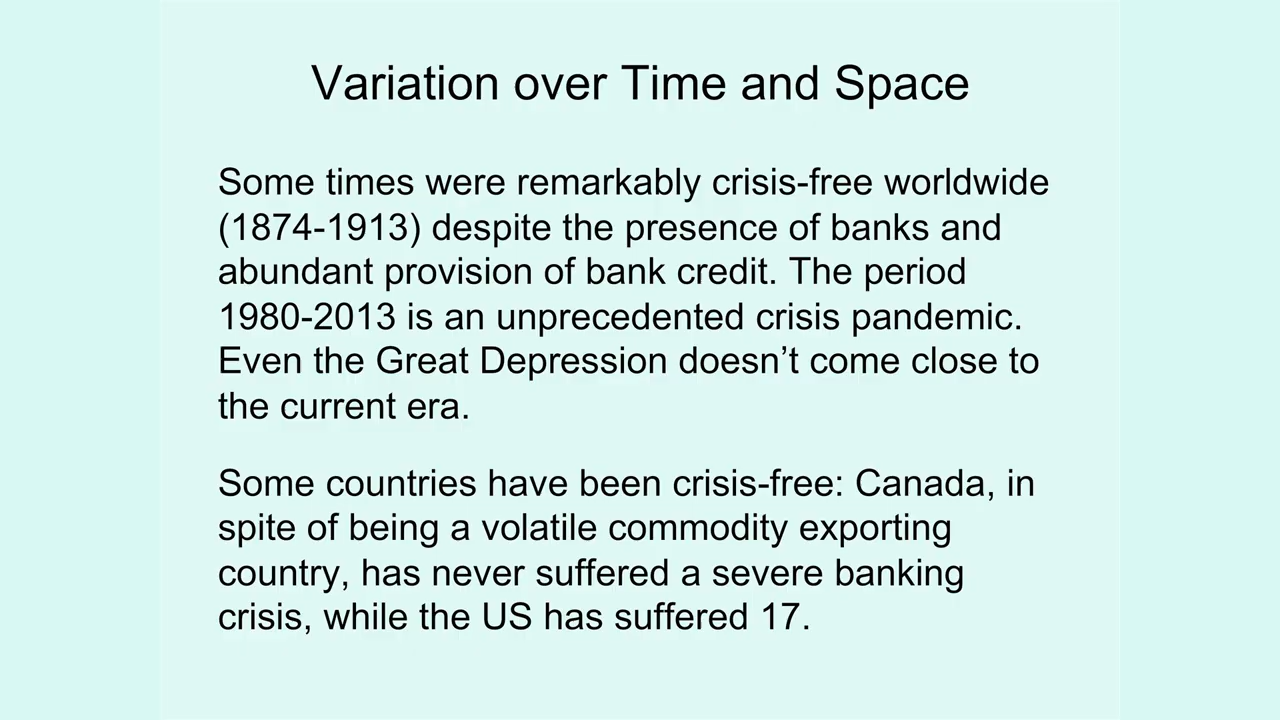 Variation over Time and Space
Some times were remarkably crisis-free worldwide
(1874-1913) despite the presence of banks and
abundant provision of bank credit. The period
1980-2013 is an unprecedented crisis pandemic.
Even the Great Depression doesn’t come close to
the current era.
Some countries have been crisis-free: Canada, in
spite of being a volatile commodity exporting
country, has never suffered a severe banking
crisis, while the US has suffered 17.